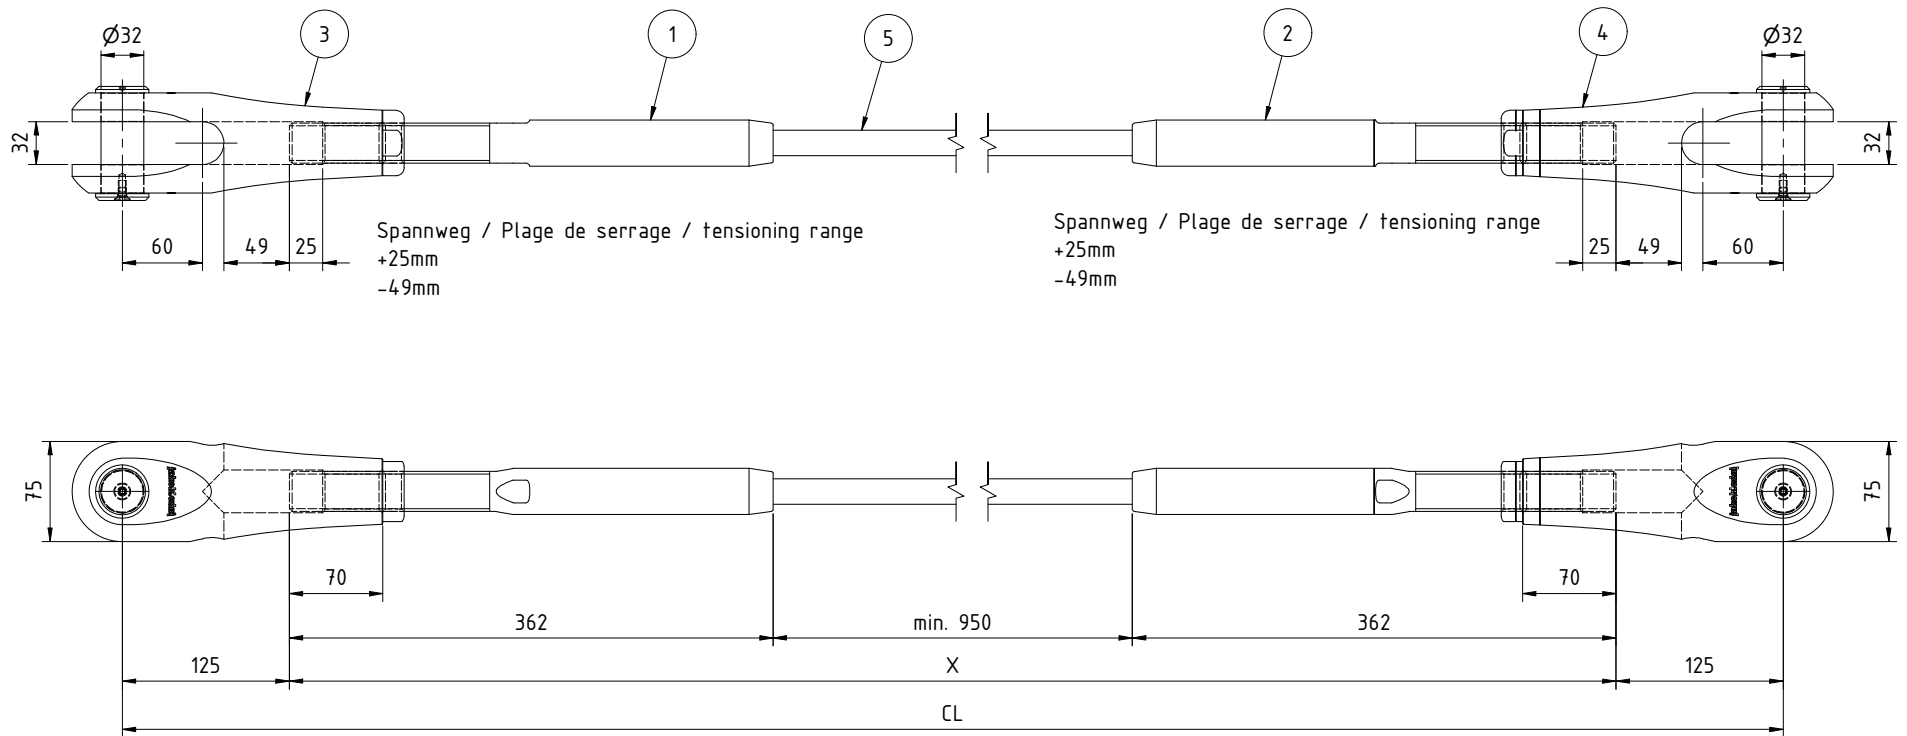 Ø32
3
1
5
2
4
Ø32
32
32
60
49
25
Spannweg / Plage de serrage / tensioning range
+25mm
-49mm
Spannweg / Plage de serrage / tensioning range
+25mm
-49mm
25
49
60
75
75
70
70
362
min. 950
362
125
X
125
CL